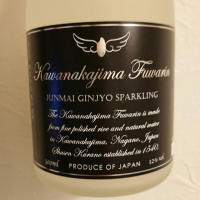 Kawanakajima Fuwarin
JUNMAI GINJYO SPARKLING
The Kawanakajima Fuwarin is made
from fine polished rice and natural water
in Kawanakajima, Nagano, Japan
Shusen Kurano established in 1540.
PRODUCE OF JAPAN